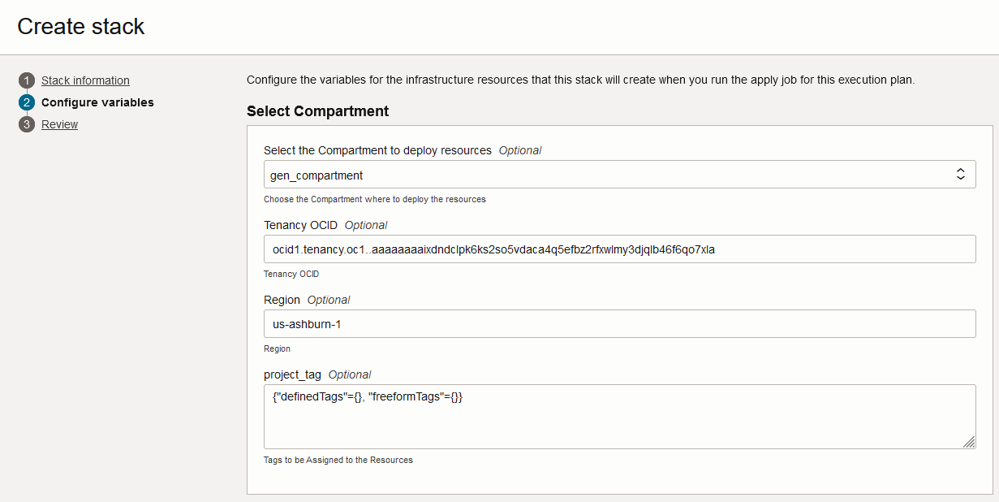 Create stack
1 Stack information
2 Configure variables
3 Review
Configure the variables for the infrastructure resources that this stack will create when you run the apply job for this execution plan.
Select Compartment
Select the Compartment to deploy resources Optional
gen_compartment
Choose the Compartment where to deploy the resources
Tenancy OCID Optional
ocid1.tenancy.oc1..aaaaaaaaixdndclpk6ks2so5vdaca4q5efbz2rfxwlmy3djqlb46f6qo7xla
Tenancy OCID
Region Optional
us-ashburn-1
Region
project_tag Optional
{"definedTags"={}, "freeformTags"={}}
Tags to be Assigned to the Resources